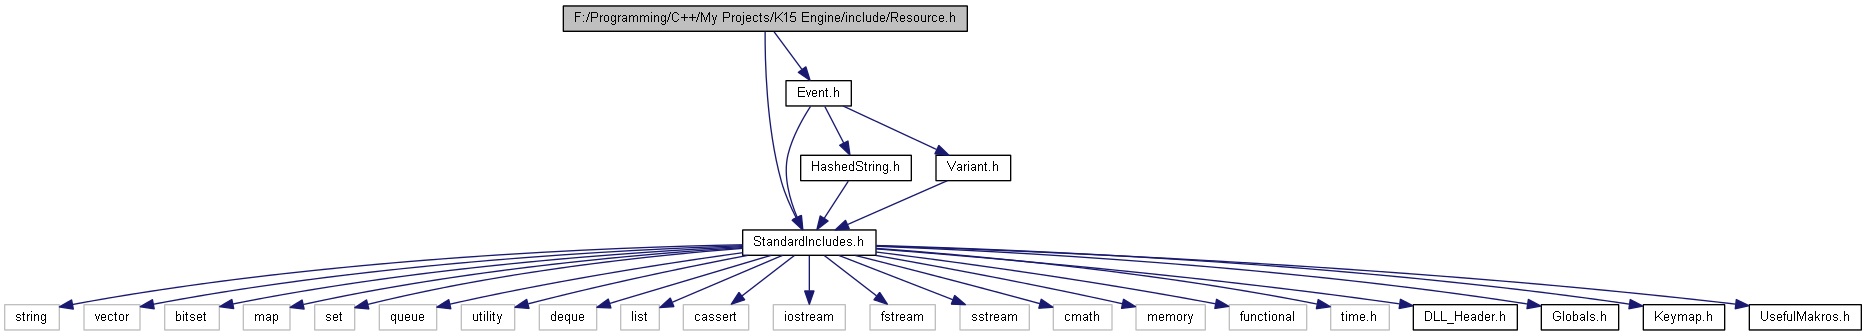 F:/Programming/C++/My Projects/K15 Engine/include/Resource.h
Event.h
HashedString.h
Variant.h
StandardIncludes.h
string
vector
bitset
map
set
queue
utility
deque
list
cassert
iostream
fstream
sstream
cmath
memory
functional
time.h
DLL_Header.h
Globals.h
Keymap.h
UsefulMakros.h